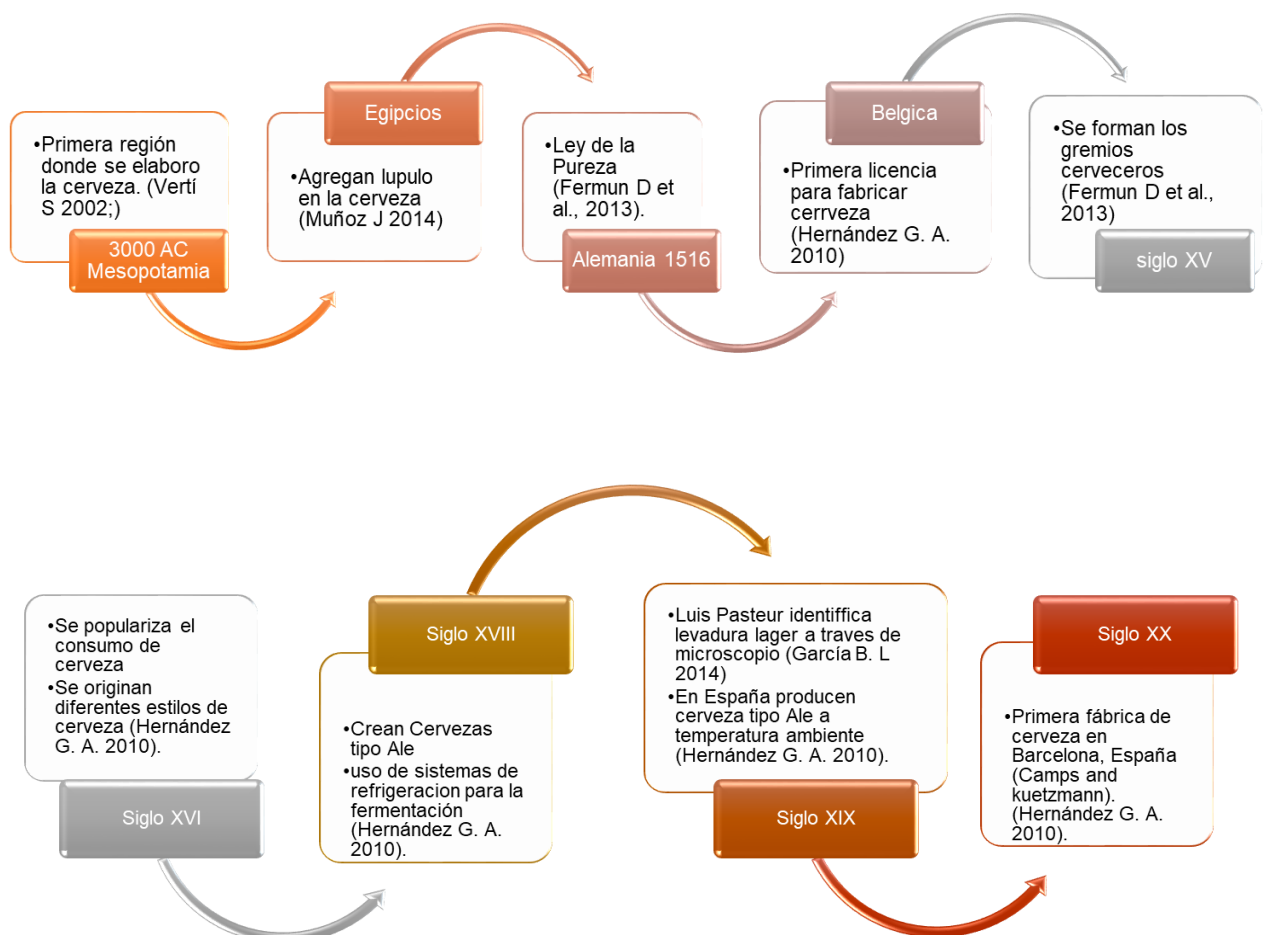 •Primera región
donde se elaboro
la cerveza. (Vertí
S 2002;)
3000 AC
Mesopotamia
Egipcios
•Agregan lupulo
en la cerveza
(Muñoz J 2014)
•Ley de la
Pureza
(Fermun D et
al., 2013).
Alemania 1516
Belgica
•Primera licencia
para fabricar
cerrveza
(Hernández G. A.
2010)
•Se forman los
gremios
cerveceros
(Fermun D et al.,
2013)
siglo XV
•Se populariza el
consumo de
cerveza
•Se originan
diferentes estilos de
cerveza (Hernández
G. A. 2010).
Siglo XVI
Siglo XVIII
•Crean Cervezas
tipo Ale
•uso de sistemas de
refrigeracion para la
fermentación
(Hernández G. A.
2010).
•Luis Pasteur identiffica
levadura lager a traves de
microscopio (García B. L
2014)
•En España producen
cerveza tipo Ale a
temperatura ambiente
(Hernández G. A. 2010).
Siglo XIX
Siglo XX
•Primera fábrica de
cerveza en
Barcelona, España
(Camps and
kuetzmann).
(Hernández G. A.
2010).